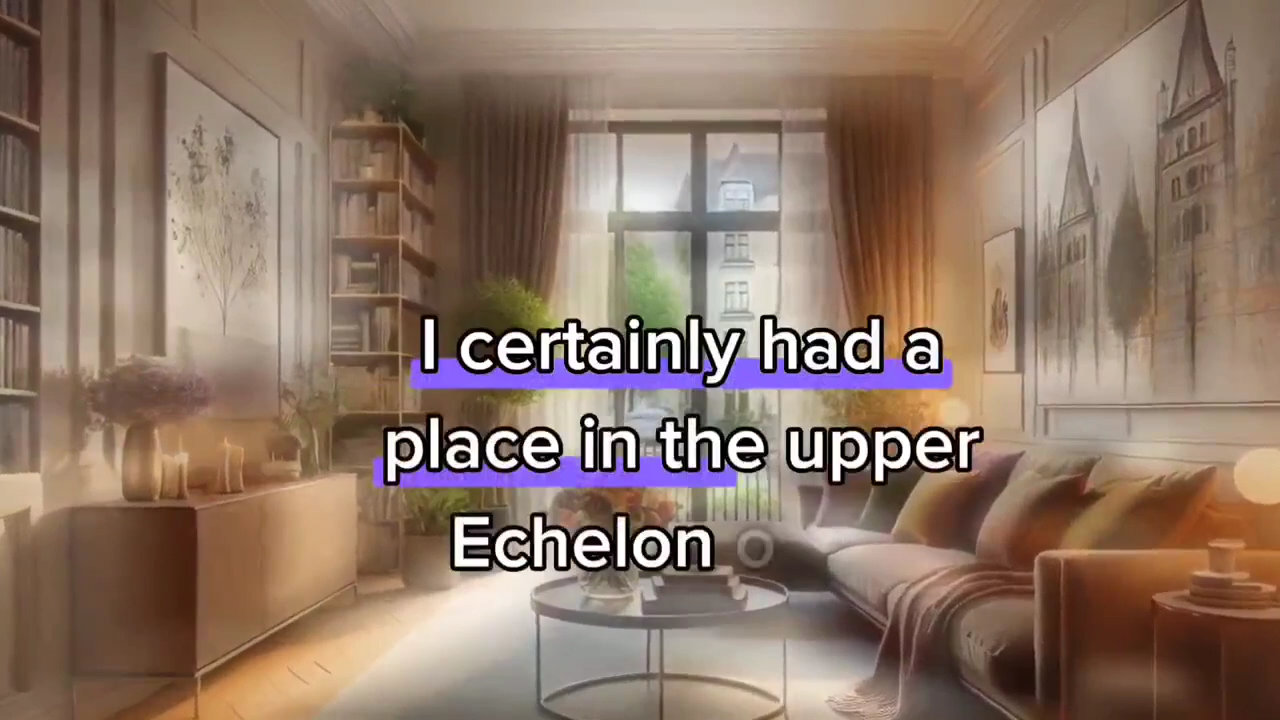 I certainly had a
place in the upper
Echelon o